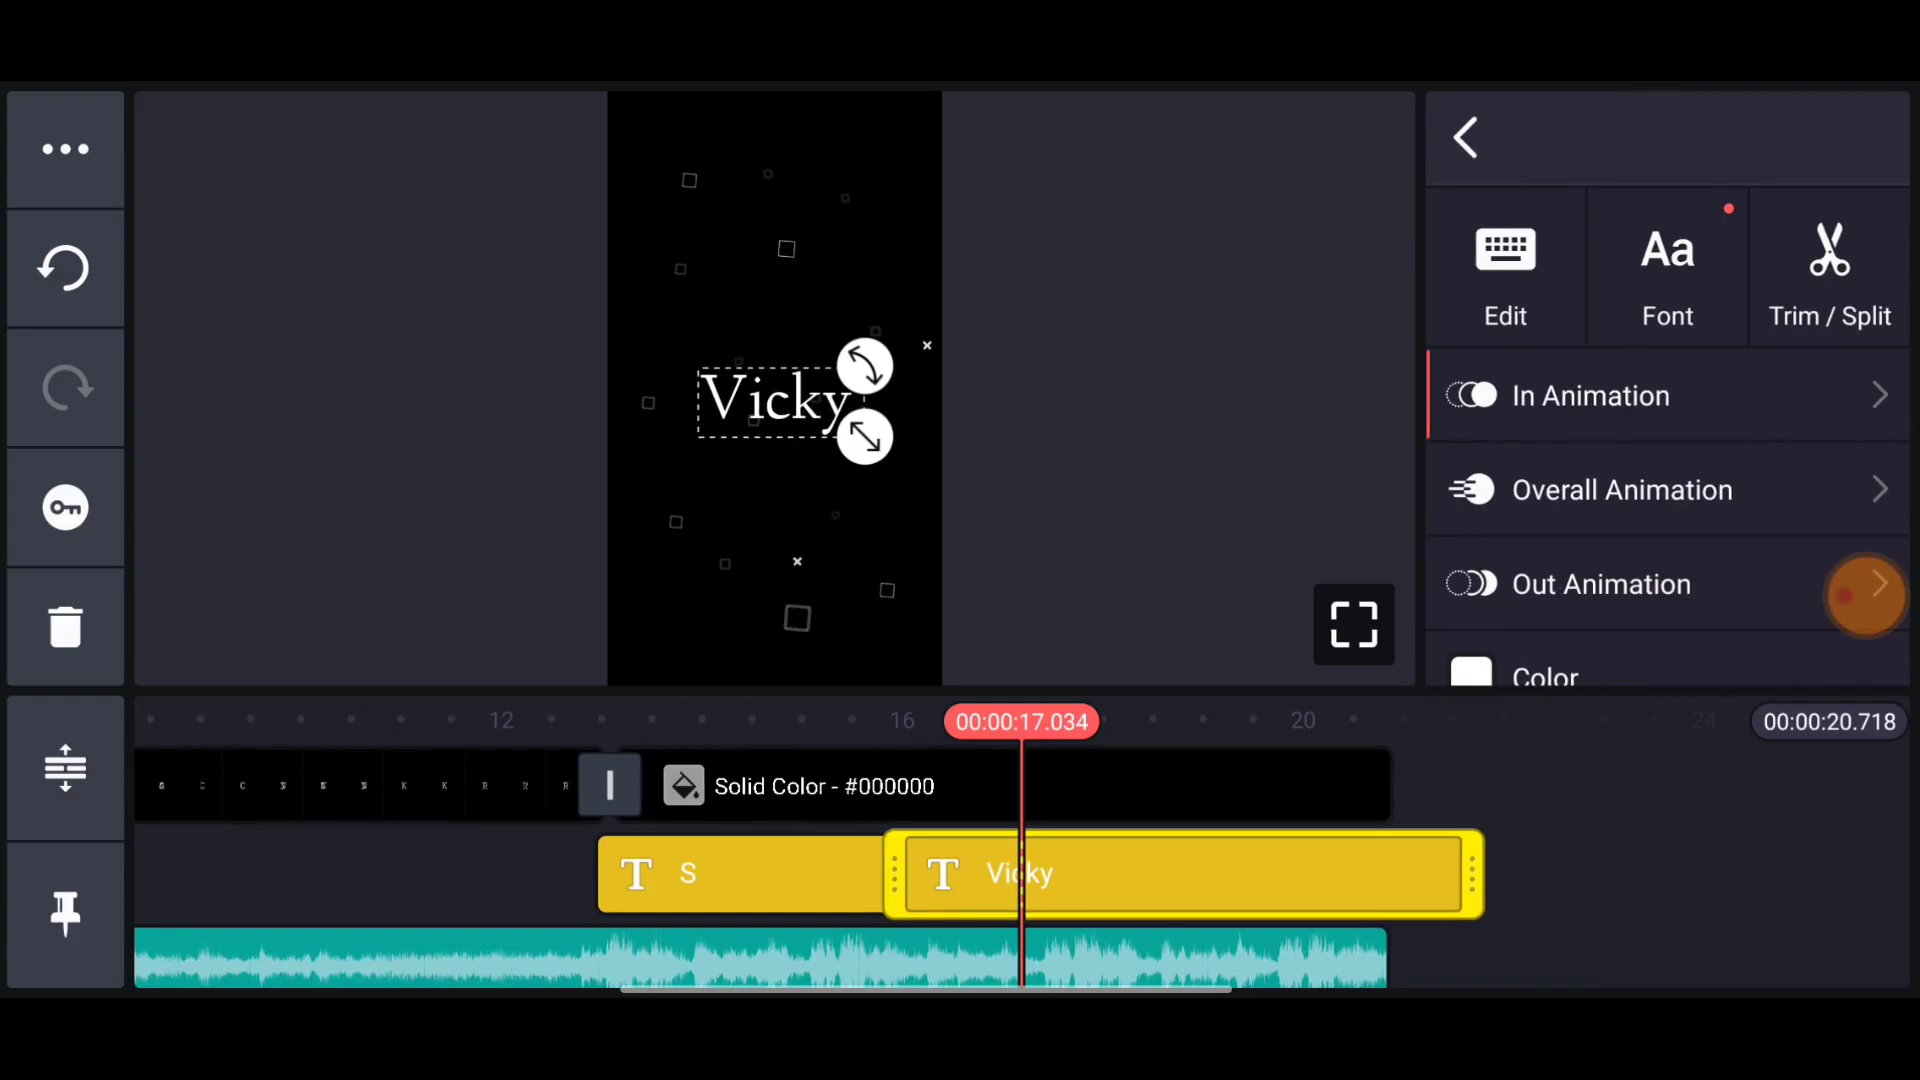 Vicky
Aa
Edit
Font
Trim / Split
In Animation
Overall Animation
Out Animation
Color
12
16
00:00:17.034
20
24
00:00:20.718
Solid Color - #000000
T S
T Vicky